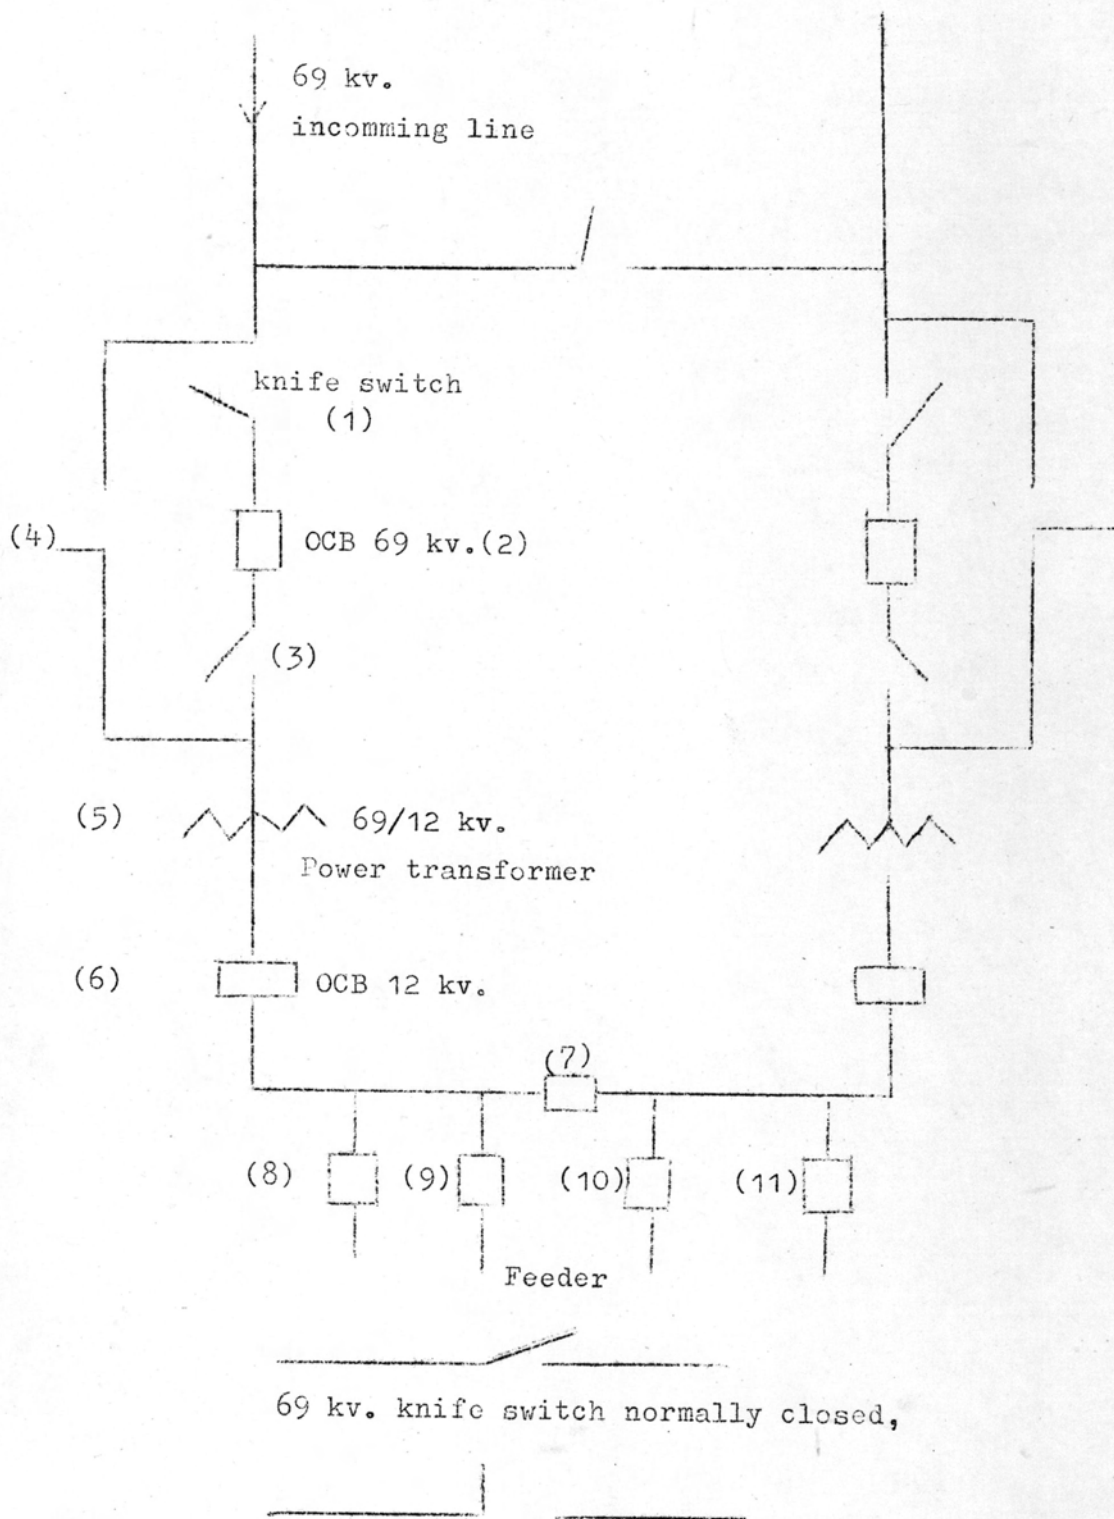 69 kv.
incomming line
knife switch
(1)
(4)
OCB 69 kv.(2)
(3)
(5)
69/12 kv.
Power transformer
(6)
OCB 12 kv.
(7)
(8)
(9)
(10)
(11)
Feeder
69 kv. knife switch normally closed,